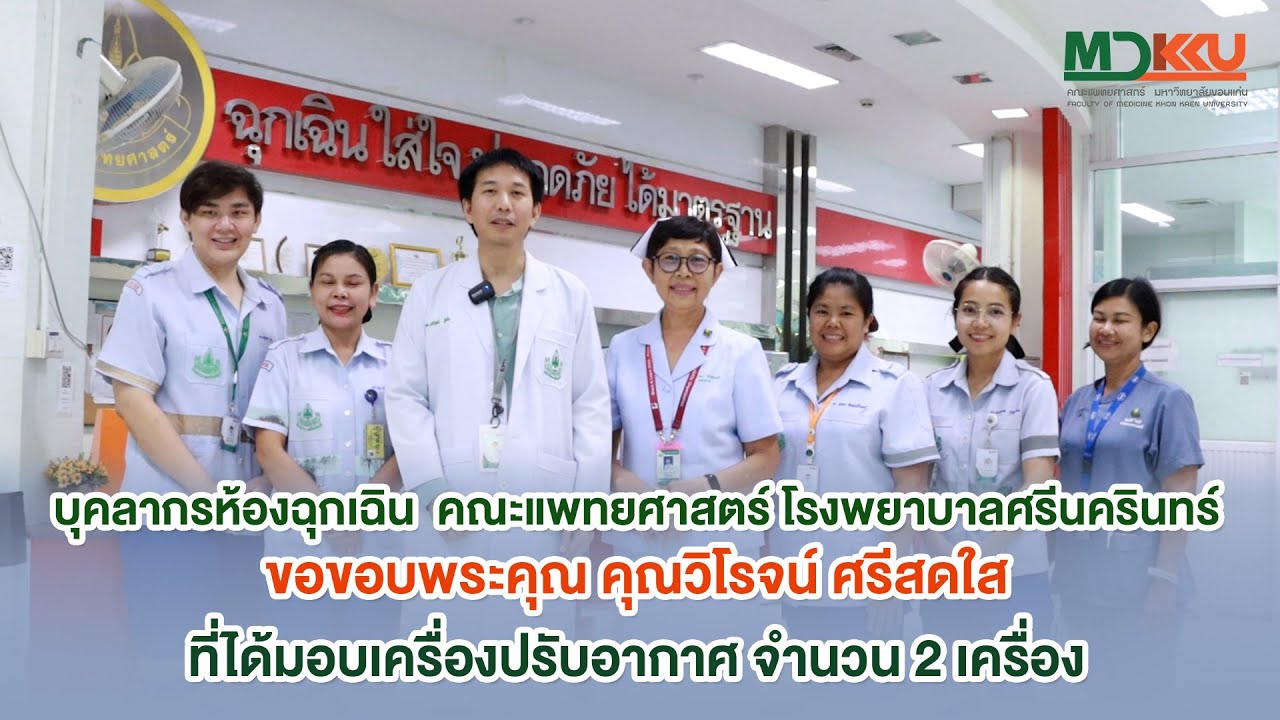 MDKKU
คณะแพทยศาสตร์ มหาวิทยาลัยขอนแก่น
FACULTY OF MEDICINE KHON KAEN UNIVERSITY
ฉุกเฉิน ใส่ใจ ได้มาตรฐาน
บุคลากรห้องฉุกเฉิน คณะแพทยศาสตร์ โรงพยาบาลศรีนครินทร์
ขอขอบพระคุณ คุณวิโรจน์ ศรีสดใส
ที่ได้มอบเครื่องปรับอากาศ จำนวน 2 เครื่อง